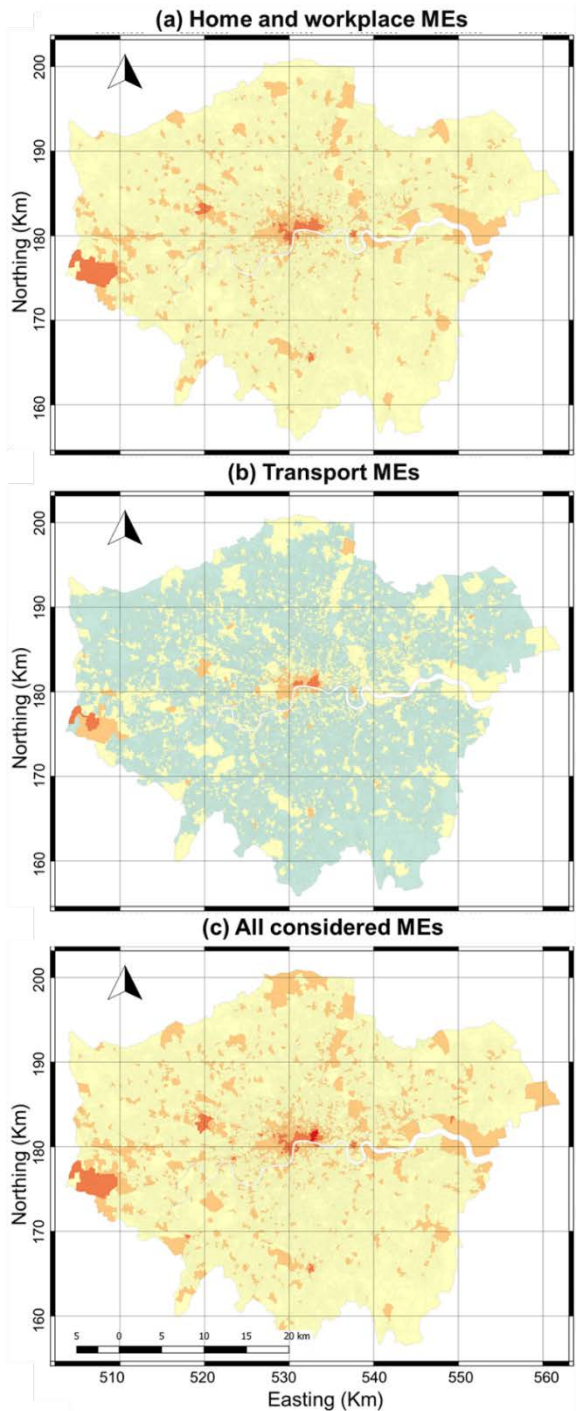 (a) Home and workplace MEs
200
190
180
170
160
Northing (Km)
(b) Transport MEs
200
190
180
170
160
Northing (Km)
(c) All considered MEs
200
190
180
170
160
Northing (Km)
5 0 5 10 15 20 km
510 520 530 540 550 560
Easting (Km)